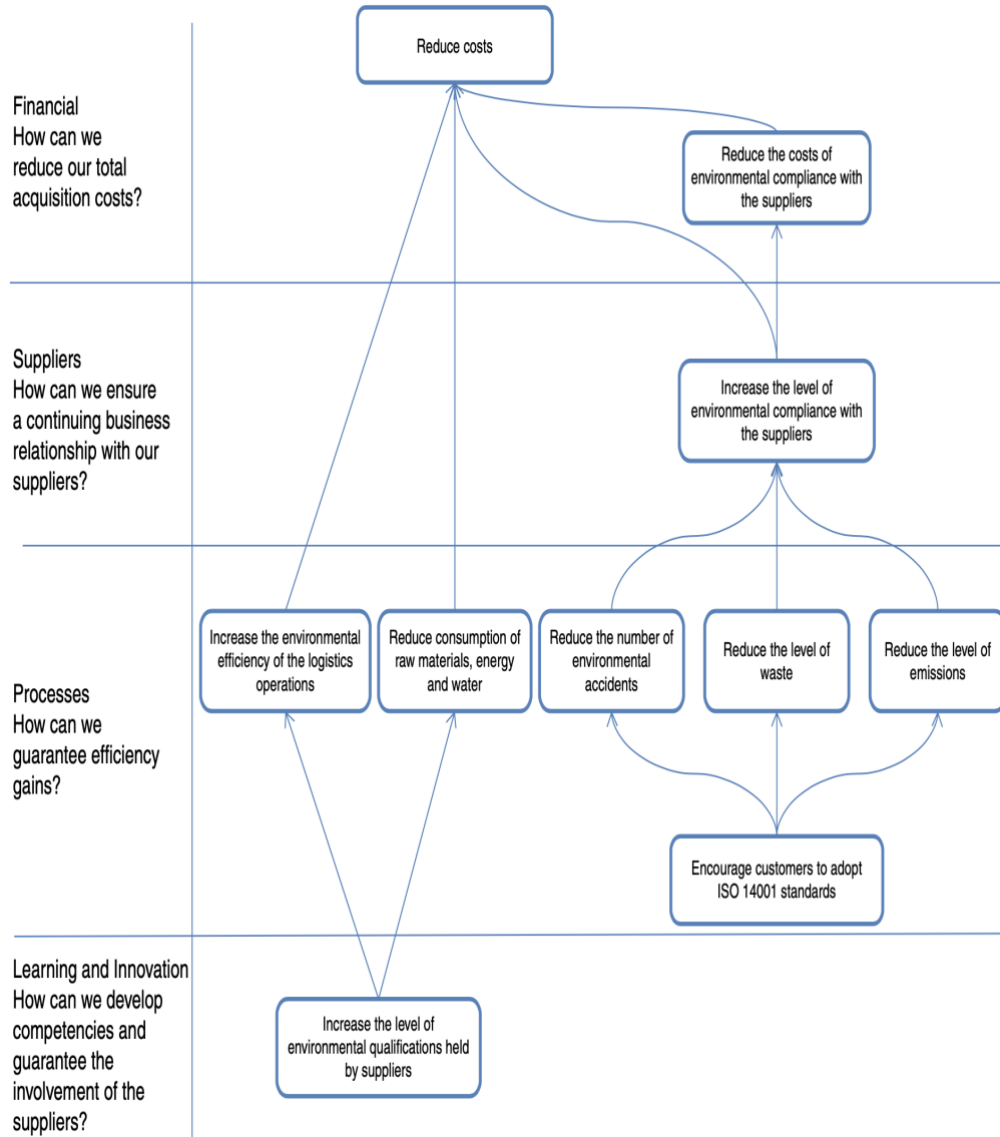 Reduce costs
Financial
How can we
reduce our total
acquisition costs?
Reduce the costs of
environmental compliance with
the suppliers
Suppliers
How can we ensure
a continuing business
relationship with our
suppliers?
Increase the level of
environmental compliance with
the suppliers
Processes
How can we
guarantee efficiency
gains?
Increase the environmental
efficiency of the logistics
operations
Reduce consumption of
raw materials, energy
and water
Reduce the number of
environmental
accidents
Reduce the level of
waste
Reduce the level of
emissions
Encourage customers to adopt
ISO 14001 standards
Learning and Innovation
How can we develop
competencies and
guarantee the
involvement of the
suppliers?
Increase the level of
environmental qualifications held
by suppliers